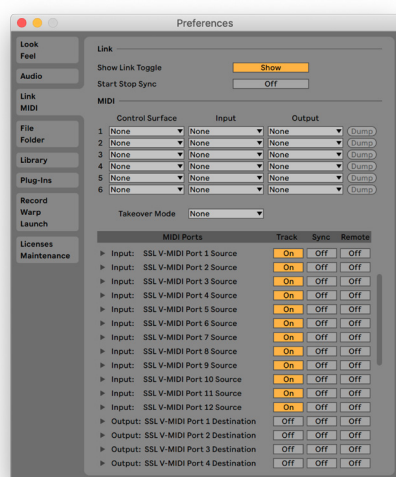 Preferences
Look
Feel
Audio
Link
MIDI
File
Folder
Library
Plug-Ins
Record
Warp
Launch
Licenses
Maintenance
Link
Show Link Toggle Show
Start Stop Sync Off
MIDI
Control Surface Input Output
1 None None None Dump
2 None None None Dump
3 None None None Dump
4 None None None Dump
5 None None None Dump
6 None None None Dump
Takeover Mode None
MIDI Ports Track Sync Remote
Input: SSL V-MIDI Port 1 Source On Off Off
Input: SSL V-MIDI Port 2 Source On Off Off
Input: SSL V-MIDI Port 3 Source On Off Off
Input: SSL V-MIDI Port 4 Source On Off Off
Input: SSL V-MIDI Port 5 Source On Off Off
Input: SSL V-MIDI Port 6 Source On Off Off
Input: SSL V-MIDI Port 7 Source On Off Off
Input: SSL V-MIDI Port 8 Source On Off Off
Input: SSL V-MIDI Port 9 Source On Off Off
Input: SSL V-MIDI Port 10 Source On Off Off
Input: SSL V-MIDI Port 11 Source On Off Off
Input: SSL V-MIDI Port 12 Source On Off Off
Output: SSL V-MIDI Port 1 Destination Off Off Off
Output: SSL V-MIDI Port 2 Destination Off Off Off
Output: SSL V-MIDI Port 3 Destination Off Off Off
Output: SSL V-MIDI Port 4 Destination Off Off Off